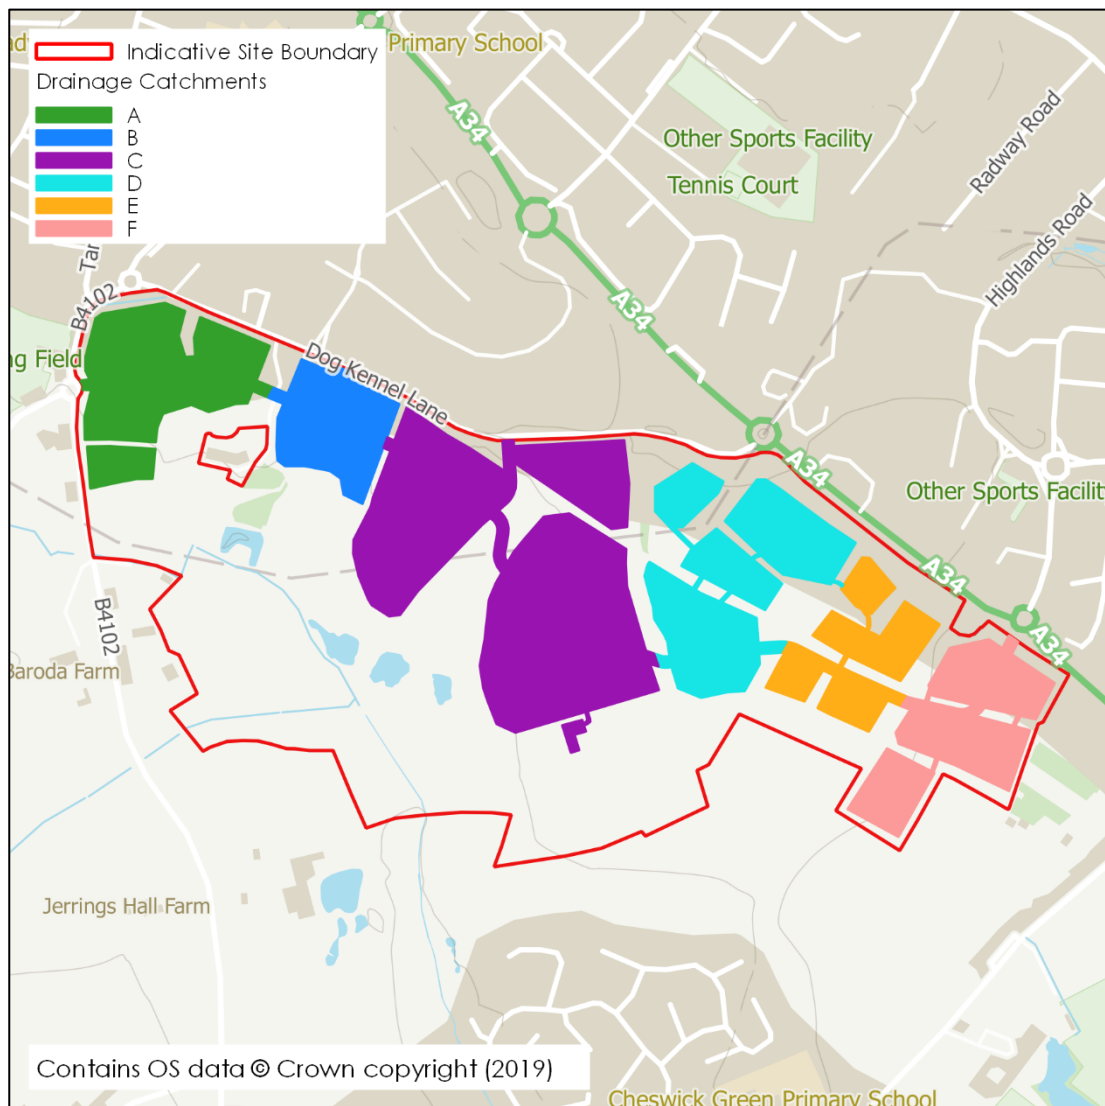 Indicative Site Boundary
Drainage Catchments
A
B
C
D
E
F
Primary School
A34
Other Sports Facility
Tennis Court
Radway Road
Highlands Road
A34
B4102
Dog Kennel Lane
A34
Other Sports
A34
A34
B4102
Baroda Farm
Jerrings Hall Farm
Contains OS data © Crown copyright (2019)
Cheswick Green Primary School